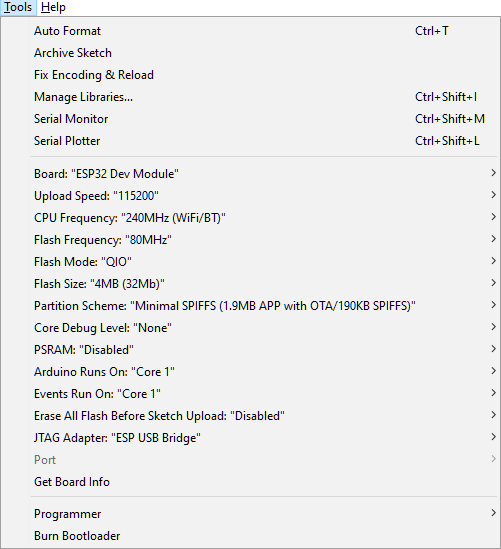 Tools Help
Auto Format Ctrl+T
Archive Sketch
Fix Encoding & Reload
Manage Libraries... Ctrl+Shift+I
Serial Monitor Ctrl+Shift+M
Serial Plotter Ctrl+Shift+L
Board: "ESP32 Dev Module"
Upload Speed: "115200"
CPU Frequency: "240MHz (WiFi/BT)"
Flash Frequency: "80MHz"
Flash Mode: "QIO"
Flash Size: "4MB (32Mb)"
Partition Scheme: "Minimal SPIFFS (1.9MB APP with OTA/190KB SPIFFS)"
Core Debug Level: "None"
PSRAM: "Disabled"
Arduino Runs On: "Core 1"
Events Run On: "Core 1"
Erase All Flash Before Sketch Upload: "Disabled"
JTAG Adapter: "ESP USB Bridge"
Port
Get Board Info
Programmer
Burn Bootloader